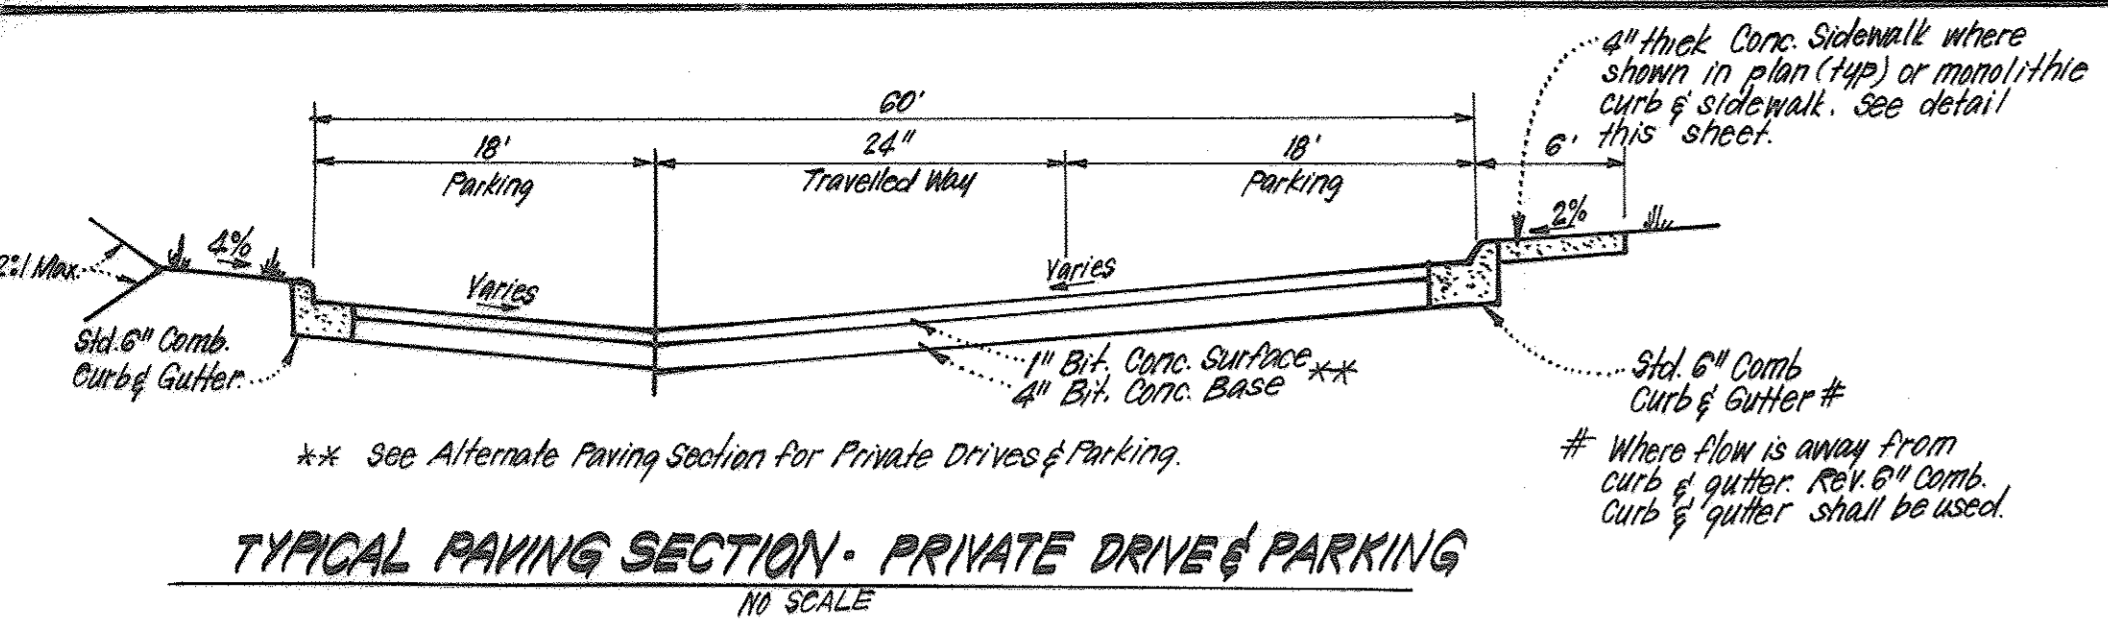 4" thick Conc. Sidewalk where
shown in plan (typ) or monolithic
curb & sidewalk. See detail
this sheet.
60'
18'
Parking
24"
Travelled Way
18'
Parking
6'
2:1 Max.
4%
Varies
Varies
2%
Std. 6" Comb.
Curb & Gutter
1" Bit. Conc. Surface **
4" Bit. Conc. Base
Std. 6" Comb
Curb & Gutter #
** See Alternate Paving Section for Private Drives & Parking.
# Where flow is away from
curb & gutter. Rev. 6" Comb.
Curb & gutter shall be used.
TYPICAL PAVING SECTION - PRIVATE DRIVE & PARKING
NO SCALE